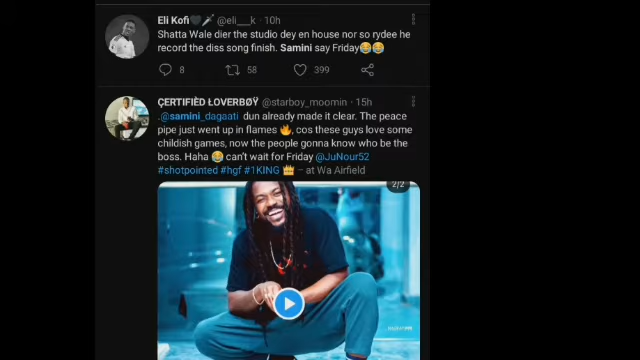 Eli Kofi🖤🎤 @eli___k · 10h
Shatta Wale dier the studio dey en house nor so rydee he
record the diss song finish. Samini say Friday😂😂
8 58 399
ÇERTIFIÈD ŁOVERBØŸ @starboy_moomin · 15h
.@samini_dagaati dun already made it clear. The peace
pipe just went up in flames 🔥, cos these guys love some
childish games, now the people gonna know who be the
boss. Haha 😂 can't wait for Friday @JuNour52
#shotpointed #hgf #1KING 👑 – at Wa Airfield
2/2